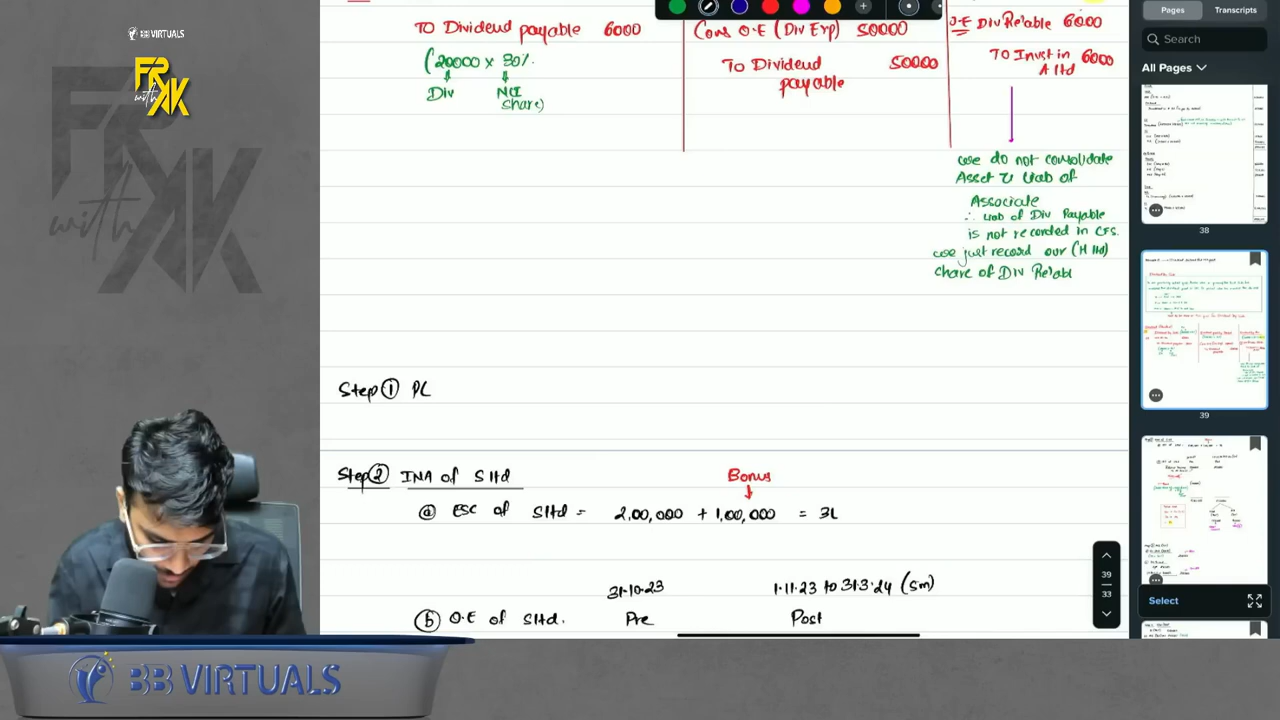 BB VIRTUALS
FR
with
AK
To Dividend payable 6000
(20000 × 30%.
Div
NCI
share)
Cons O.E (Div Exp) 50000
To Dividend
payable
50000
O.E Div Relable 6000
To Invst in
A ltd
6000
we do not consolidate
Asset & Liab of
Associate
∴ Liab of Div Payable
is not recorded in CFS.
we just record our (H ltd)
share of Div Relabl
Step ① PL
Step ② INA of S ltd
Bonus
ⓐ ESC of S ltd = 2,00,000 + 1,00,000 = 3L
31.10.23
1.11.23 to 31.3.24 (5m)
ⓑ O.E of S ltd.
Pre
Post
Pages
Transcripts
Search
All Pages
38
39
39
33
Select
BB VIRTUALS